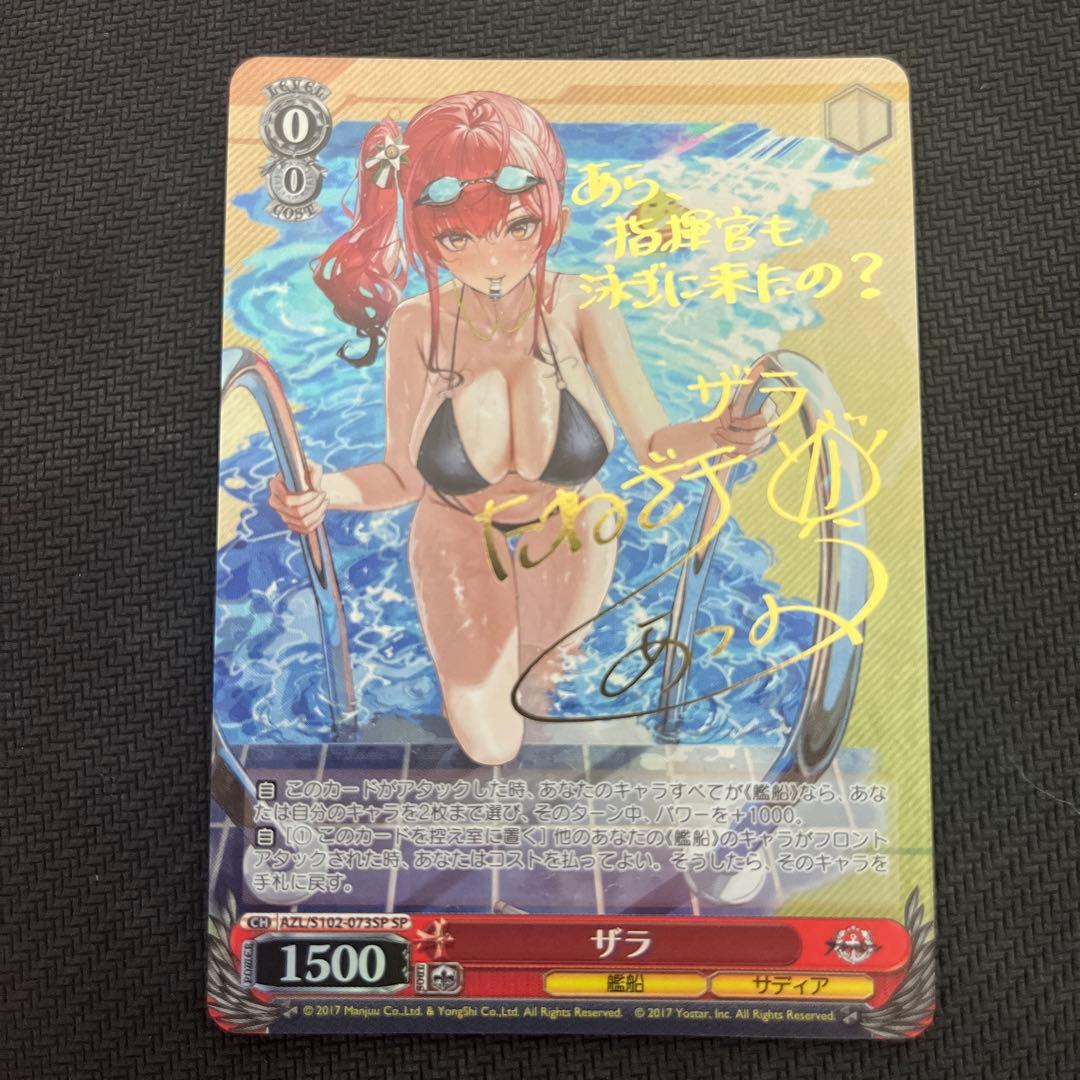 LEVEL
0
0
COST
あら、
指揮官も
泳ぎに来たの?
ザラ
たねざき
あつみ
自 このカードがアタックした時、あなたのキャラすべてが《艦船》なら、あな
たは自分のキャラを2枚まで選び、そのターン中、パワーを+1000。
自 [① このカードを控え室に置く] 他のあなたの《艦船》のキャラがフロント
アタックされた時、あなたはコストを払ってよい。そうしたら、そのキャラを
手札に戻す。
CH AZL/S102-073SP SP
POWER 1500
SOUL
ザラ
艦船 サディア
© 2017 Manjuu Co.,Ltd. & YongShi Co.,Ltd. All Rights Reserved. © 2017 Yostar, Inc. All Rights Reserved.